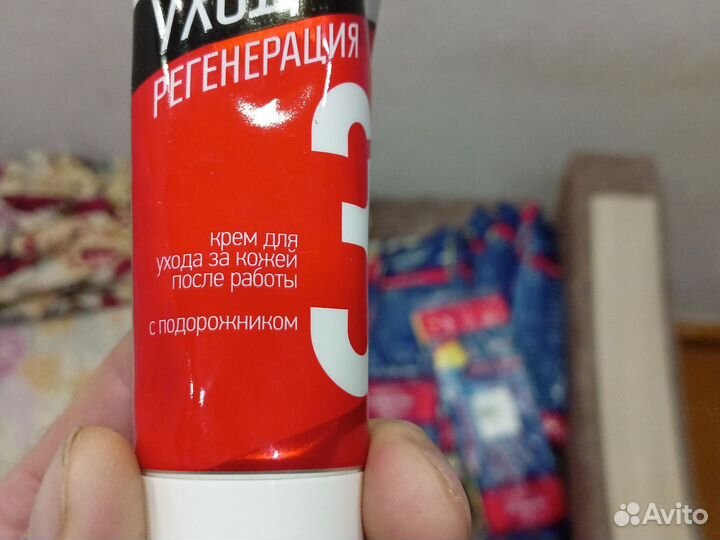 УХОД
РЕГЕНЕРАЦИЯ
3
крем для
ухода за кожей
после работы
с подорожником
Avito